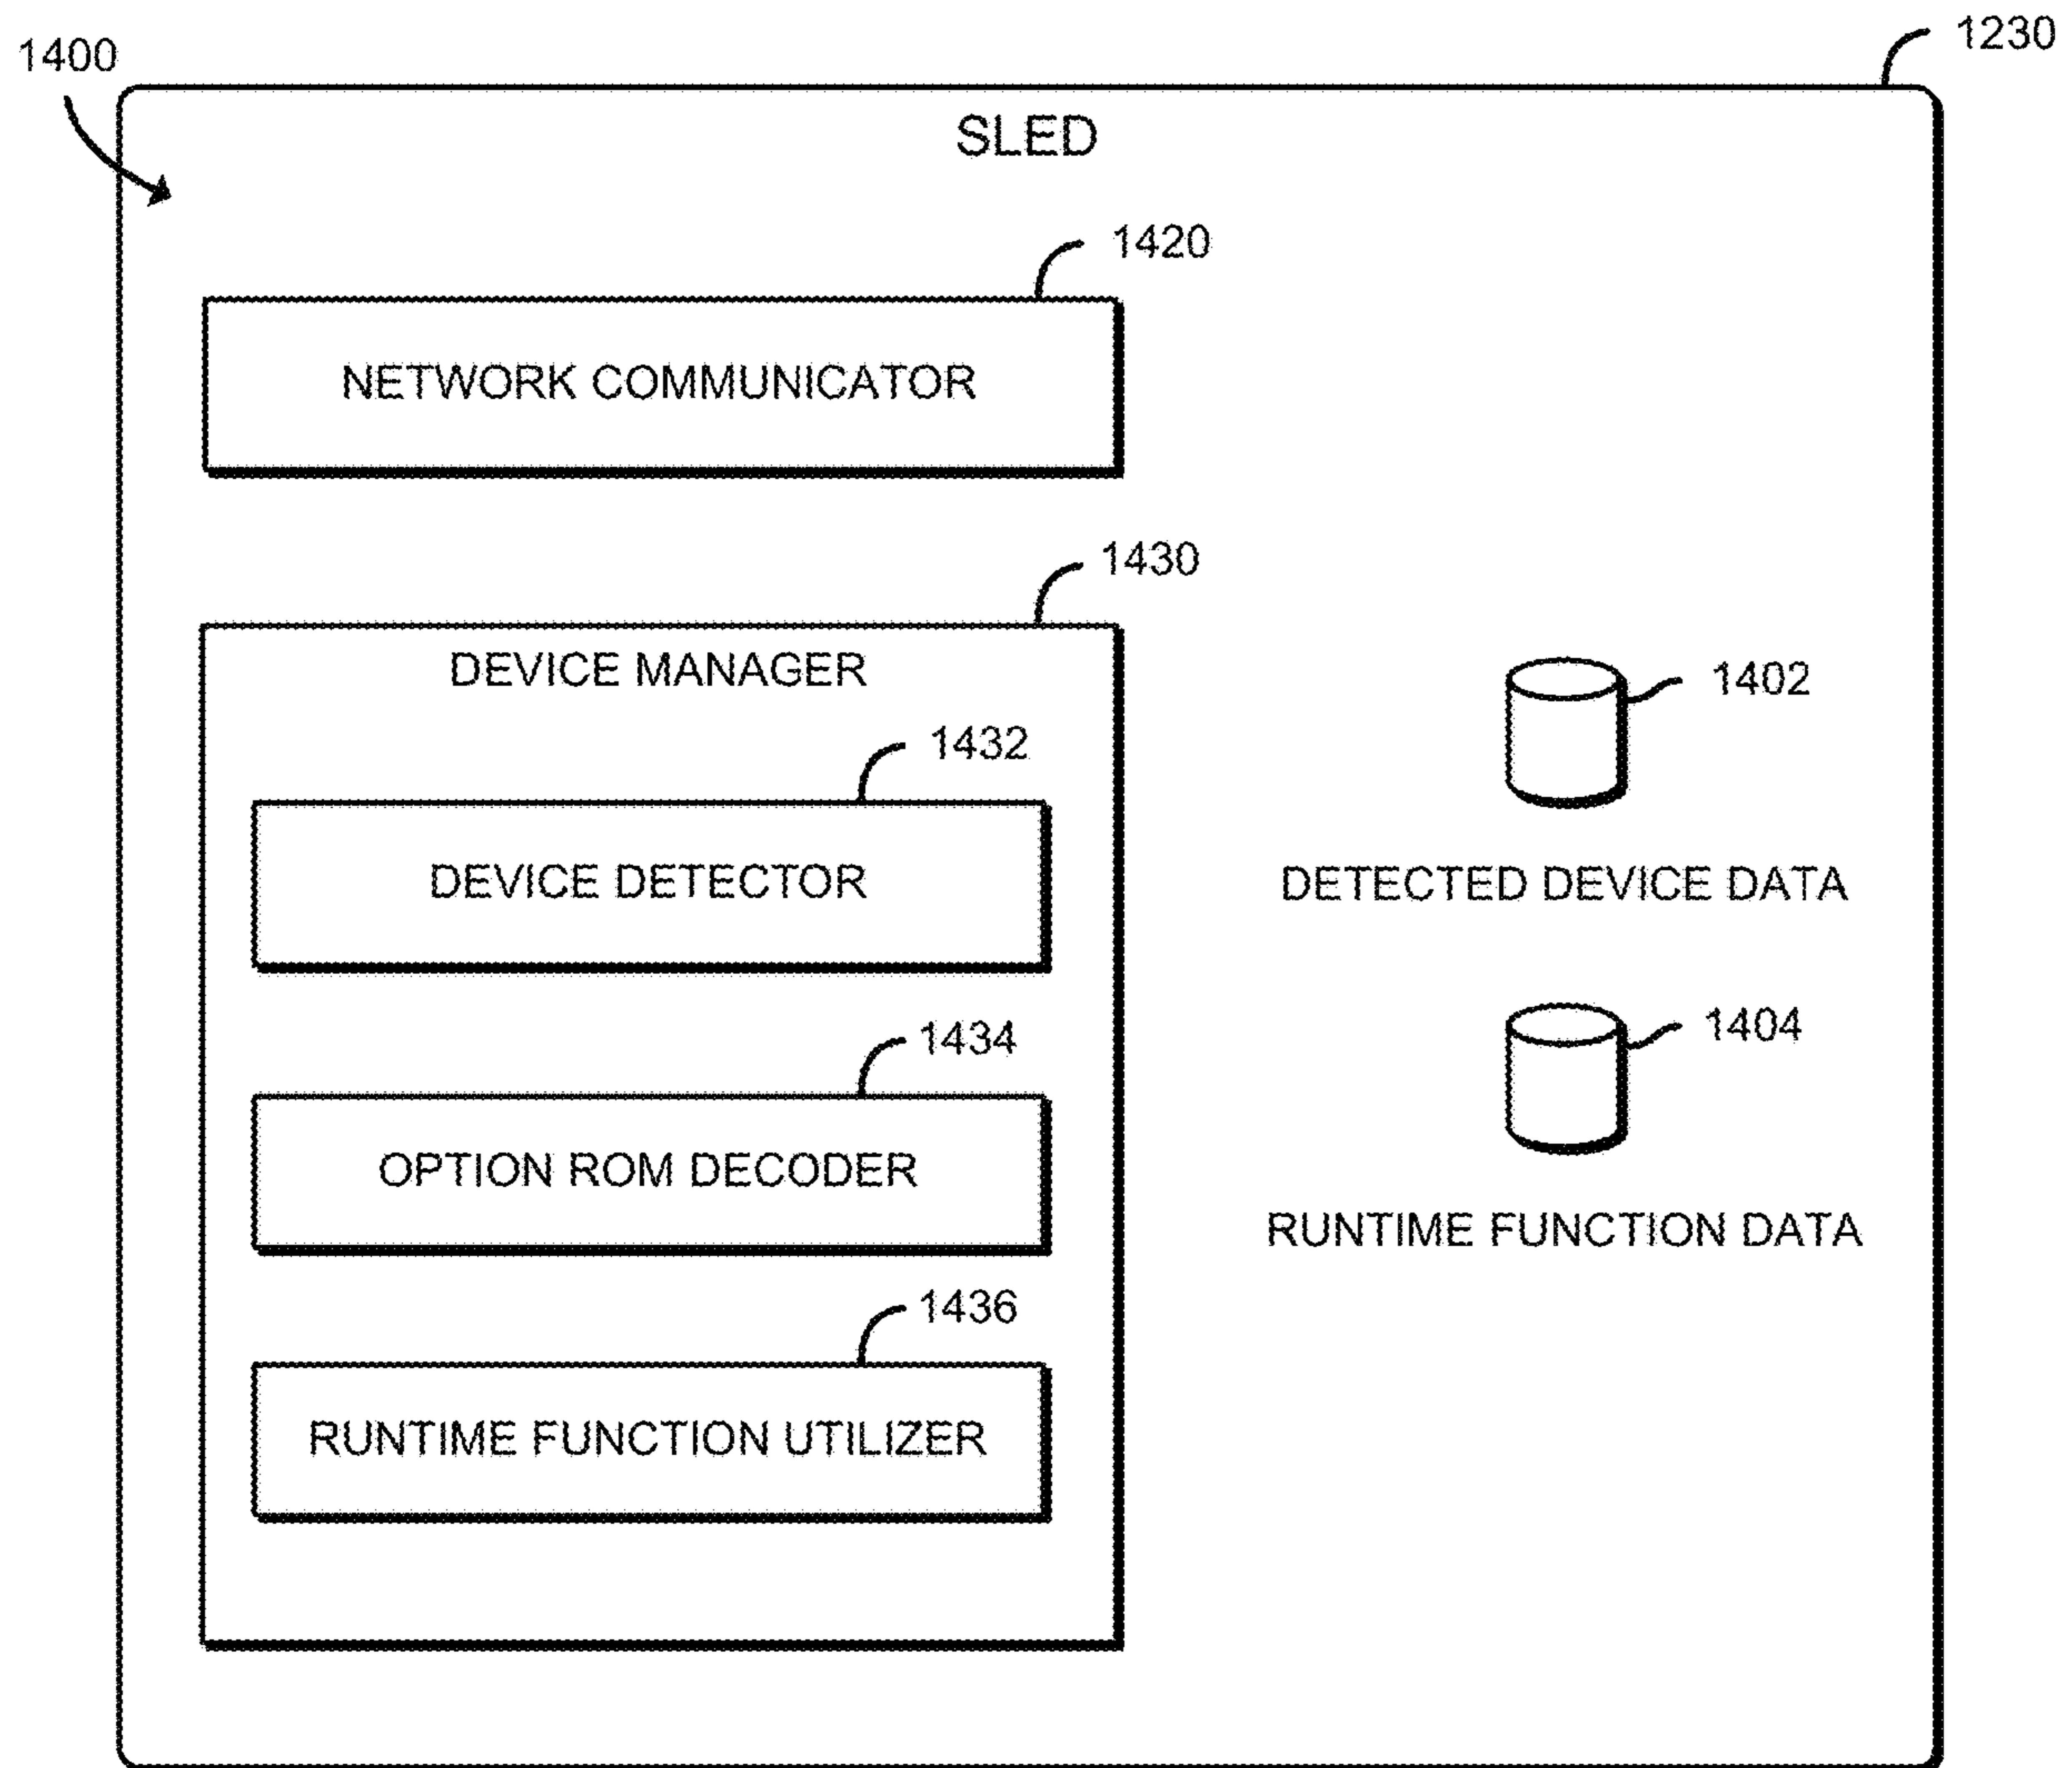 1230
1400
SLED
1420
NETWORK COMMUNICATOR
1430
DEVICE MANAGER
1432
DEVICE DETECTOR
1434
OPTION ROM DECODER
1436
RUNTIME FUNCTION UTILIZER
1402
DETECTED DEVICE DATA
1404
RUNTIME FUNCTION DATA